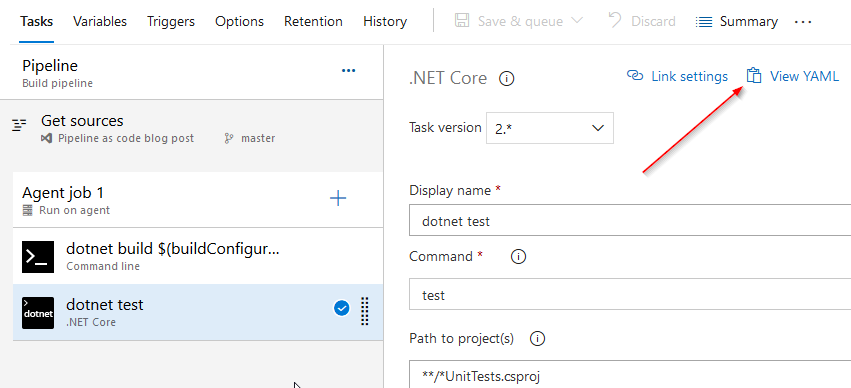 Tasks Variables Triggers Options Retention History Save & queue Discard Summary ...
Pipeline
Build pipeline
Get sources
Pipeline as code blog post master
Agent job 1
Run on agent
dotnet build $(buildConfigur...
Command line
dotnet
dotnet test
.NET Core
.NET Core Link settings View YAML
Task version 2.*
Display name *
dotnet test
Command *
test
Path to project(s)
**/*UnitTests.csproj